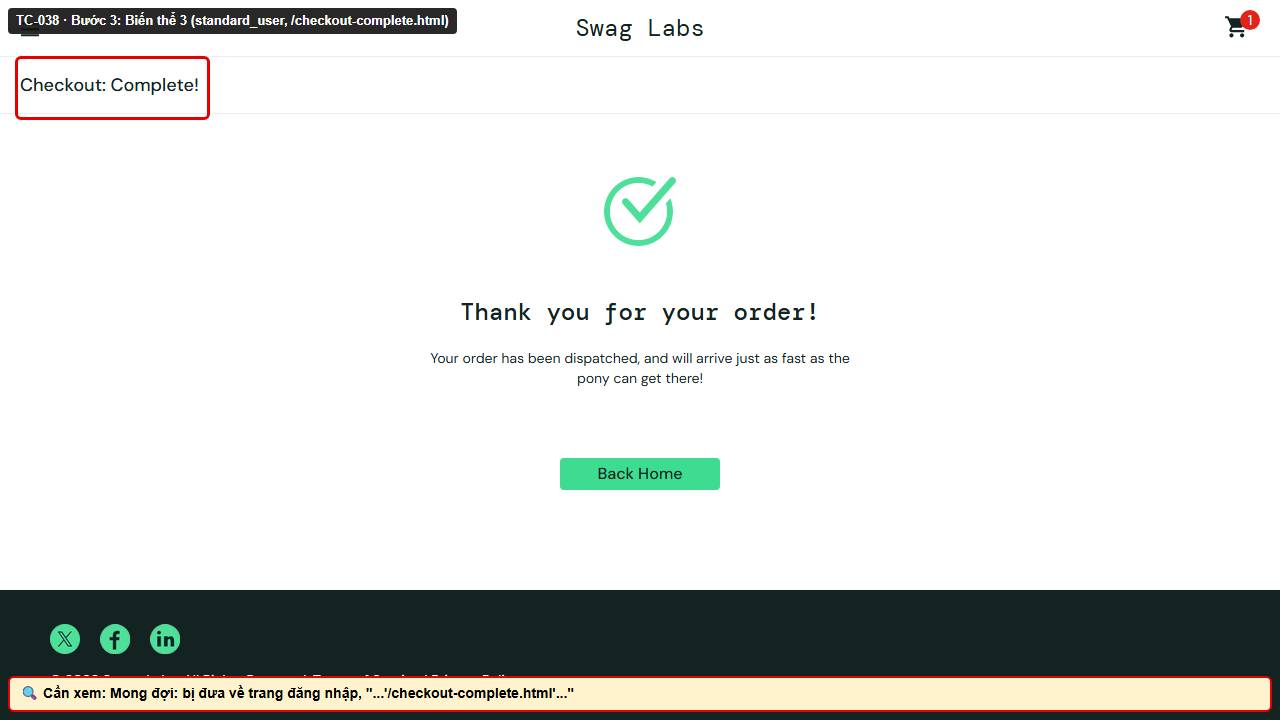 TC-038 · Bước 3: Biến thể 3 (standard_user, /checkout-complete.html)
Swag Labs
1
Checkout: Complete!
Thank you for your order!
Your order has been dispatched, and will arrive just as fast as the
pony can get there!
Back Home
🔍 Cần xem: Mong đợi: bị đưa về trang đăng nhập, "...'/checkout-complete.html'..."